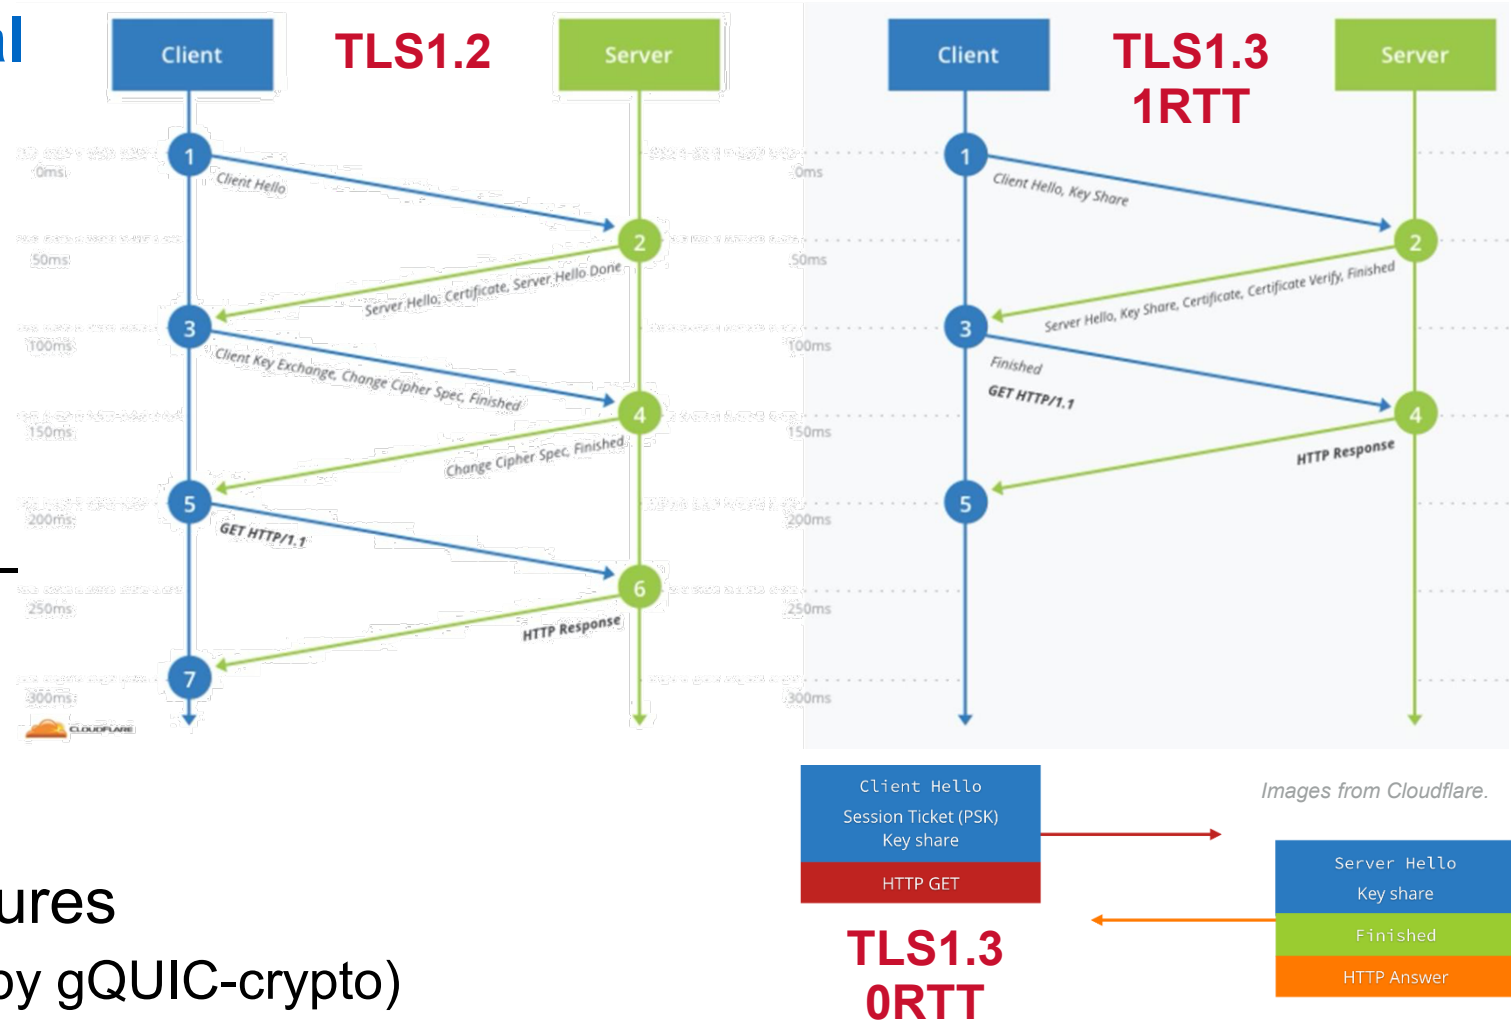 al
Client
TLS1.2
Server
1
0ms
Client Hello
2
50ms
Server Hello, Certificate, Server Hello Done
3
100ms
Client Key Exchange, Change Cipher Spec, Finished
4
150ms
Change Cipher Spec, Finished
5
200ms
GET HTTP/1.1
6
250ms
HTTP Response
7
300ms
CLOUDFLARE
Client
TLS1.3
1RTT
Server
1
0ms
Client Hello, Key Share
2
50ms
Server Hello, Key Share, Certificate, Certificate Verify, Finished
3
100ms
Finished
GET HTTP/1.1
4
150ms
HTTP Response
5
200ms
250ms
300ms
Client Hello
Session Ticket (PSK)
Key share
HTTP GET
Images from Cloudflare.
Server Hello
Key share
Finished
HTTP Answer
TLS1.3
0RTT
ures
by gQUIC-crypto)